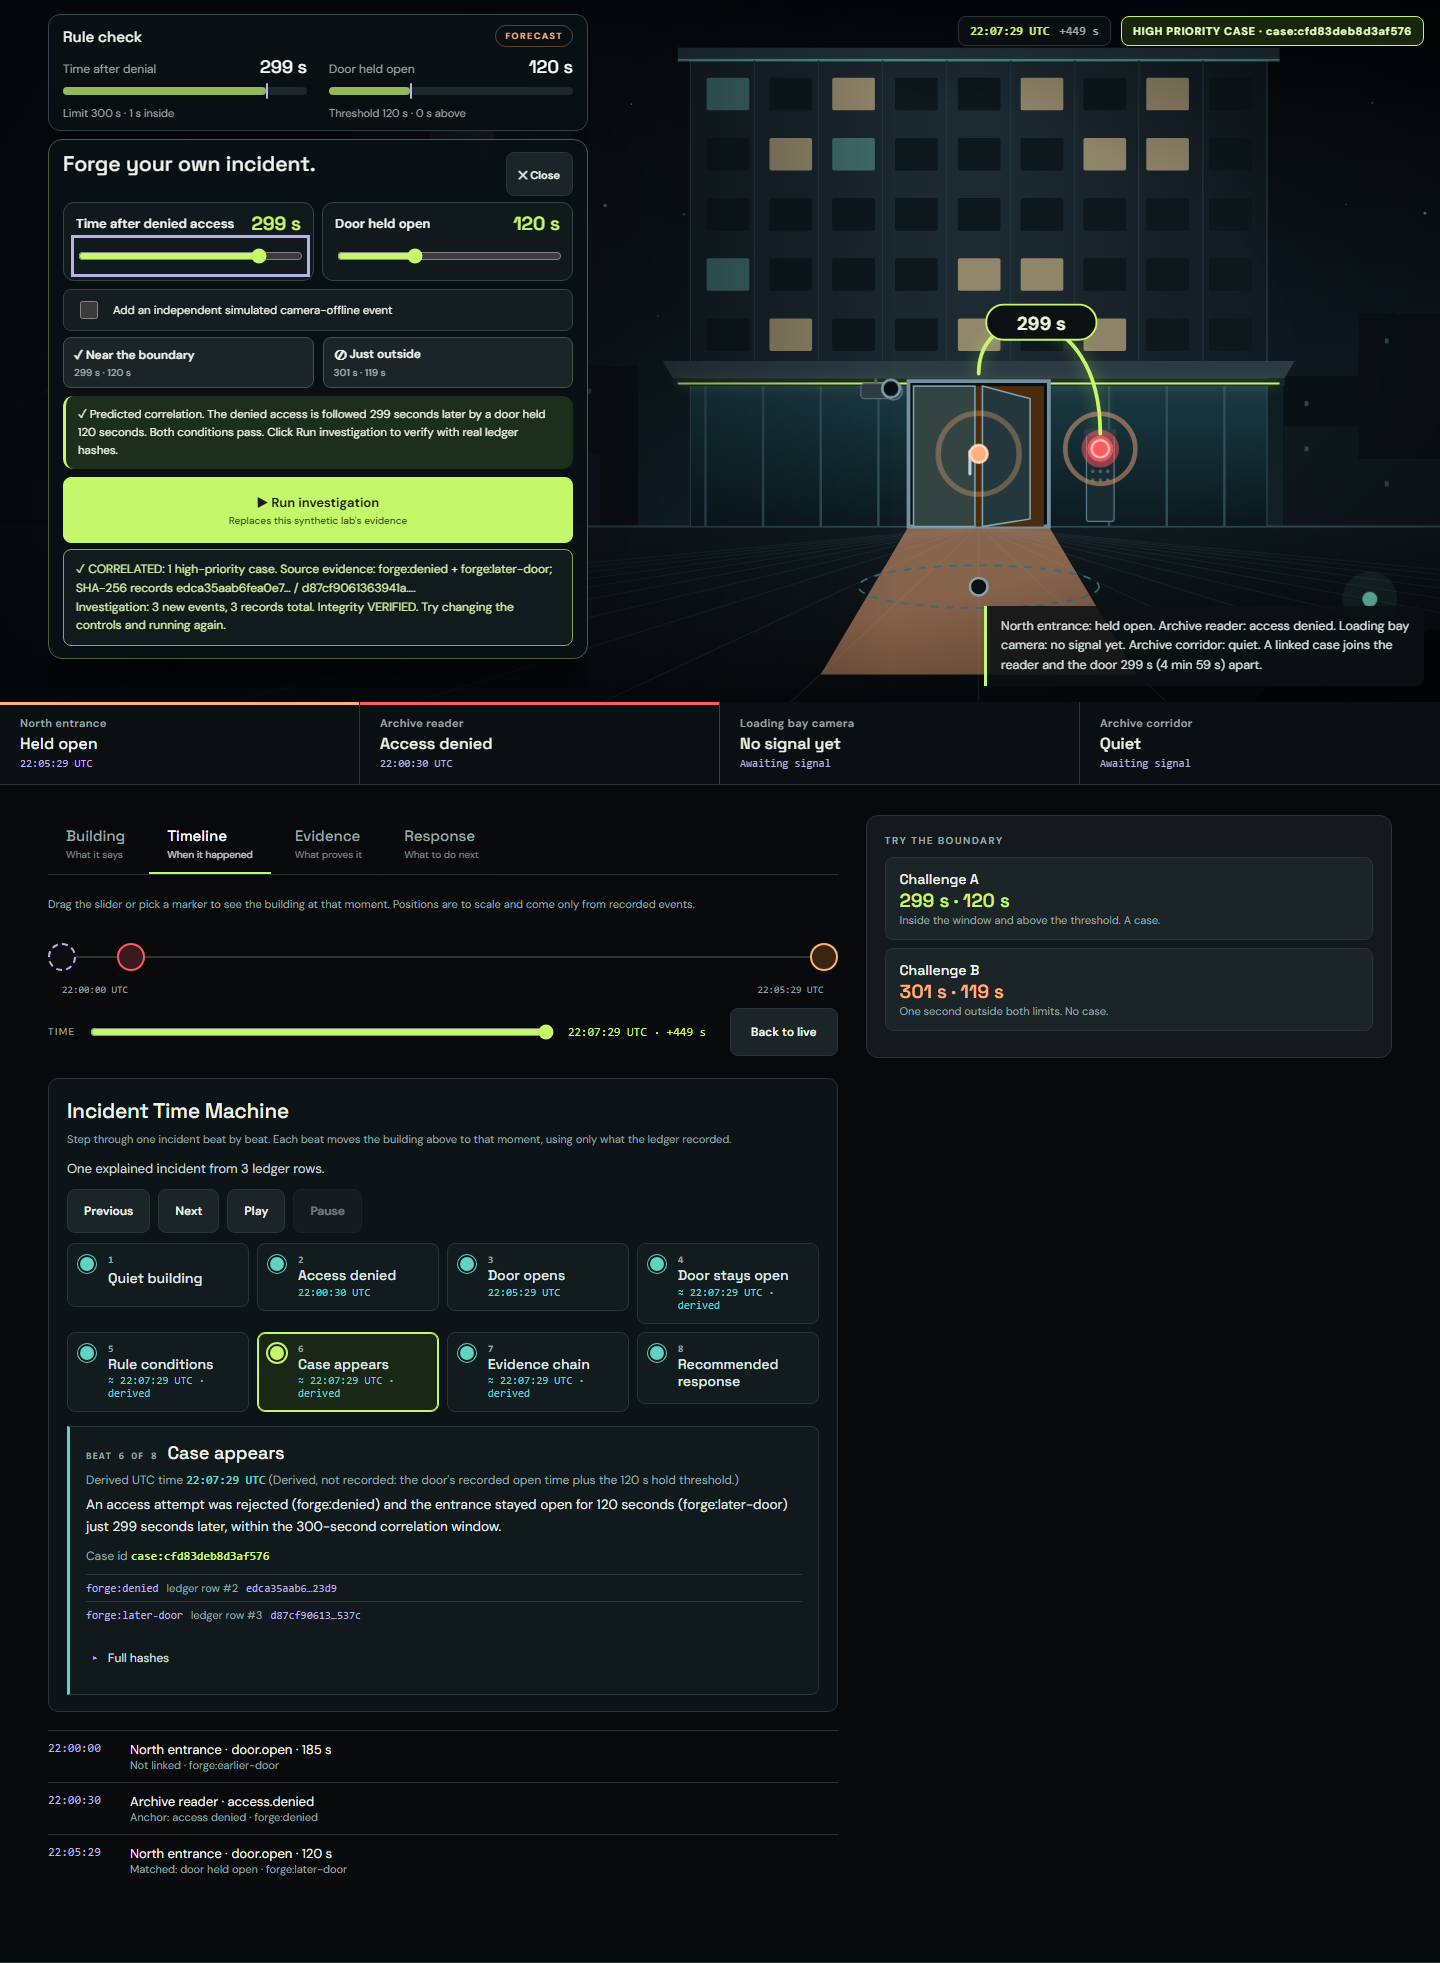 Rule check
FORECAST
Time after denial 299 s
Door held open 120 s
Limit 300 s · 1 s inside
Threshold 120 s · 0 s above
22:07:29 UTC +449 s
HIGH PRIORITY CASE · case:cfd83deb8d3af576
Forge your own incident.
✕ Close
Time after denied access 299 s
Door held open 120 s
Add an independent simulated camera-offline event
✓ Near the boundary
299 s · 120 s
⊘ Just outside
301 s · 119 s
✓ Predicted correlation. The denied access is followed 299 seconds later by a door held
120 seconds. Both conditions pass. Click Run investigation to verify with real ledger
hashes.
▶ Run investigation
Replaces this synthetic lab's evidence
✓ CORRELATED: 1 high-priority case. Source evidence: forge:denied + forge:later-door;
SHA-256 records edca35aab6fea0e7… / d87cf9061363941a….
Investigation: 3 new events, 3 records total. Integrity VERIFIED. Try changing the
controls and running again.
299 s
North entrance: held open. Archive reader: access denied. Loading bay
camera: no signal yet. Archive corridor: quiet. A linked case joins the
reader and the door 299 s (4 min 59 s) apart.
North entrance
Held open
22:05:29 UTC
Archive reader
Access denied
22:00:30 UTC
Loading bay camera
No signal yet
Awaiting signal
Archive corridor
Quiet
Awaiting signal
Building
What it says
Timeline
When it happened
Evidence
What proves it
Response
What to do next
Drag the slider or pick a marker to see the building at that moment. Positions are to scale and come only from recorded events.
22:00:00 UTC
22:05:29 UTC
TIME
22:07:29 UTC · +449 s
Back to live
TRY THE BOUNDARY
Challenge A
299 s · 120 s
Inside the window and above the threshold. A case.
Challenge B
301 s · 119 s
One second outside both limits. No case.
Incident Time Machine
Step through one incident beat by beat. Each beat moves the building above to that moment, using only what the ledger recorded.
One explained incident from 3 ledger rows.
Previous
Next
Play
Pause
1
Quiet building
2
Access denied
22:00:30 UTC
3
Door opens
22:05:29 UTC
4
Door stays open
≈ 22:07:29 UTC ·
derived
5
Rule conditions
≈ 22:07:29 UTC ·
derived
6
Case appears
≈ 22:07:29 UTC ·
derived
7
Evidence chain
≈ 22:07:29 UTC ·
derived
8
Recommended
response
BEAT 6 OF 8 Case appears
Derived UTC time 22:07:29 UTC (Derived, not recorded: the door's recorded open time plus the 120 s hold threshold.)
An access attempt was rejected (forge:denied) and the entrance stayed open for 120 seconds (forge:later-door)
just 299 seconds later, within the 300-second correlation window.
Case id case:cfd83deb8d3af576
forge:denied ledger row #2 edca35aab6…23d9
forge:later-door ledger row #3 d87cf90613…537c
▸ Full hashes
22:00:00 North entrance · door.open · 185 s
Not linked · forge:earlier-door
22:00:30 Archive reader · access.denied
Anchor: access denied · forge:denied
22:05:29 North entrance · door.open · 120 s
Matched: door held open · forge:later-door